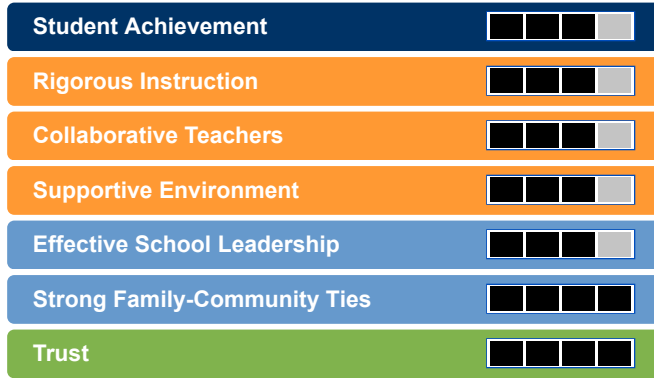 Student Achievement
Rigorous Instruction
Collaborative Teachers
Supportive Environment
Effective School Leadership
Strong Family-Community Ties
Trust